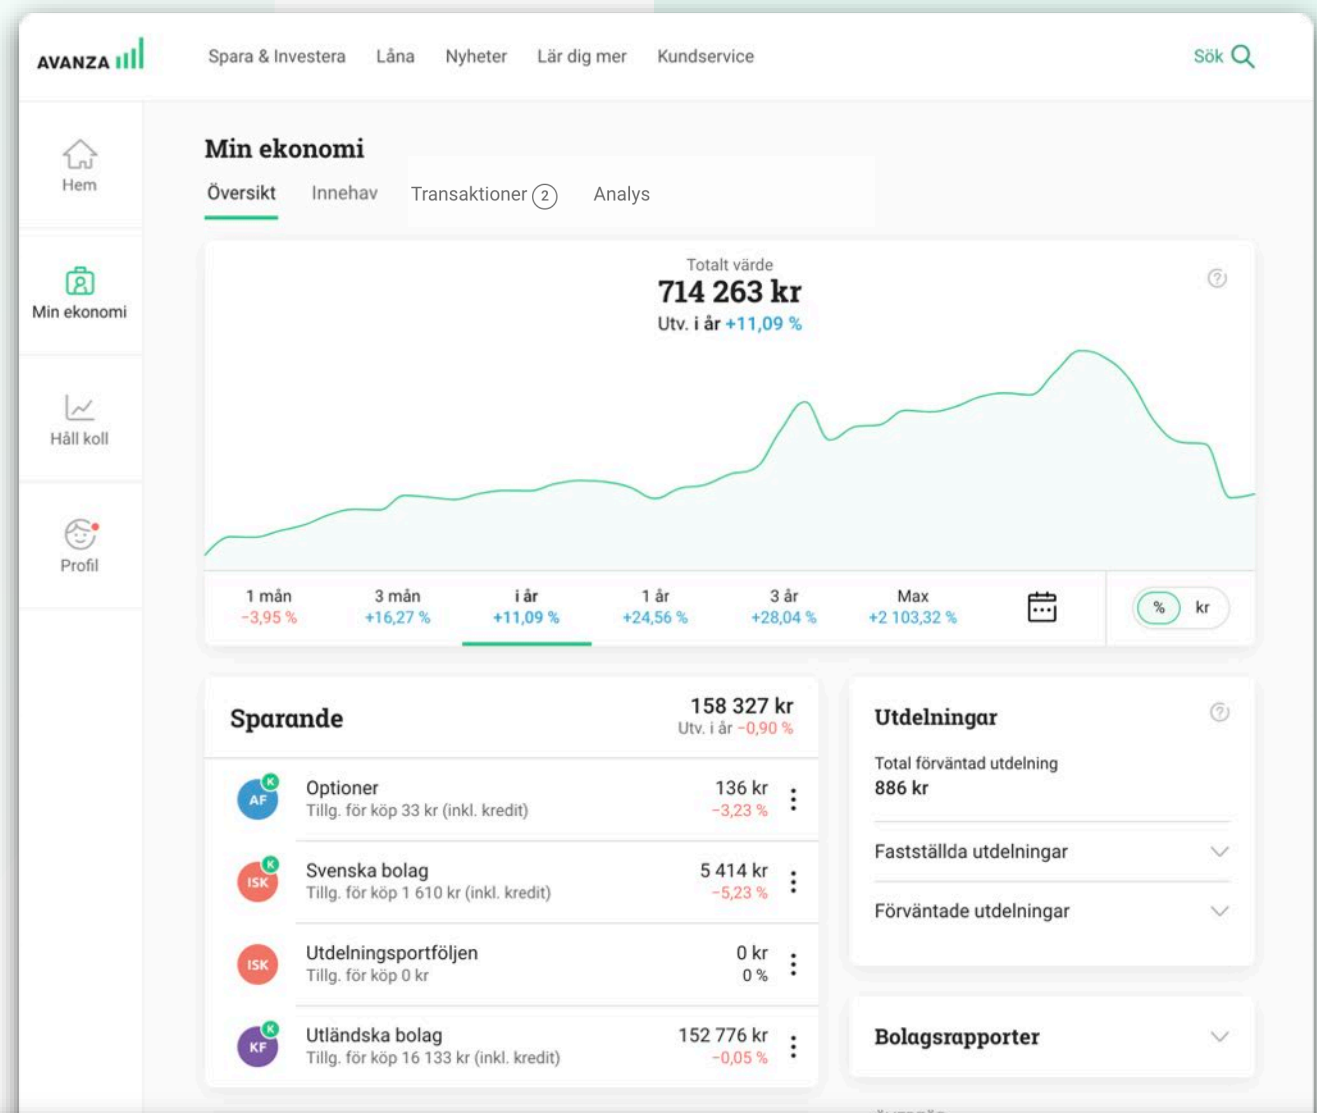 AVANZA
Spara & Investera Låna Nyheter Lär dig mer Kundservice
Sök
Hem
Min ekonomi
Håll koll
Profil
Min ekonomi
Översikt Innehav Transaktioner 2 Analys
Totalt värde
714 263 kr
Utv. i år +11,09 %
1 mån 3 mån i år 1 år 3 år Max
−3,95 % +16,27 % +11,09 % +24,56 % +28,04 % +2 103,32 %
% kr
Sparande 158 327 kr
Utv. i år −0,90 %
AF K Optioner 136 kr
Tillg. för köp 33 kr (inkl. kredit) −3,23 %
ISK K Svenska bolag 5 414 kr
Tillg. för köp 1 610 kr (inkl. kredit) −5,23 %
ISK Utdelningsportföljen 0 kr
Tillg. för köp 0 kr 0 %
KF K Utländska bolag 152 776 kr
Tillg. för köp 16 133 kr (inkl. kredit) −0,05 %
Utdelningar
Total förväntad utdelning
886 kr
Fastställda utdelningar
Förväntade utdelningar
Bolagsrapporter